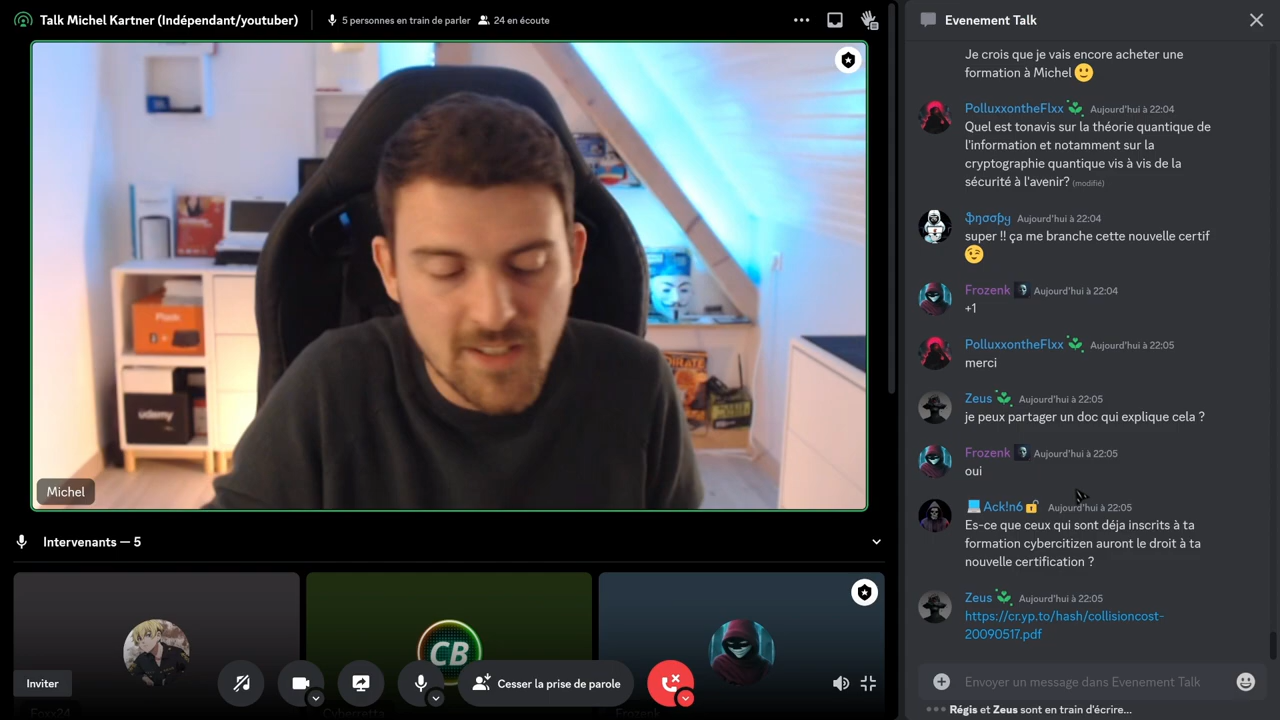 Talk Michel Kartner (Indépendant/youtuber)
5 personnes en train de parler
24 en écoute
Flask
udemy
PIRATE
Michel
Intervenants — 5
CB
Inviter
Cesser la prise de parole
Evenement Talk
Je crois que je vais encore acheter une
formation à Michel 🙂
PolluxxontheFlxx Aujourd'hui à 22:04
Quel est tonavis sur la théorie quantique de
l'information et notamment sur la
cryptographie quantique vis à vis de la
sécurité à l'avenir? (modifié)
Aujourd'hui à 22:04
super !! ça me branche cette nouvelle certif
😉
Frozenk Aujourd'hui à 22:04
+1
PolluxxontheFlxx Aujourd'hui à 22:05
merci
Zeus Aujourd'hui à 22:05
je peux partager un doc qui explique cela ?
Frozenk Aujourd'hui à 22:05
oui
💻Ack!n6🔓 Aujourd'hui à 22:05
Es-ce que ceux qui sont déja inscrits à ta
formation cybercitizen auront le droit à ta
nouvelle certification ?
Zeus Aujourd'hui à 22:05
https://cr.yp.to/hash/collisioncost-
20090517.pdf
Envoyer un message dans Evenement Talk
Régis et Zeus sont en train d'écrire...